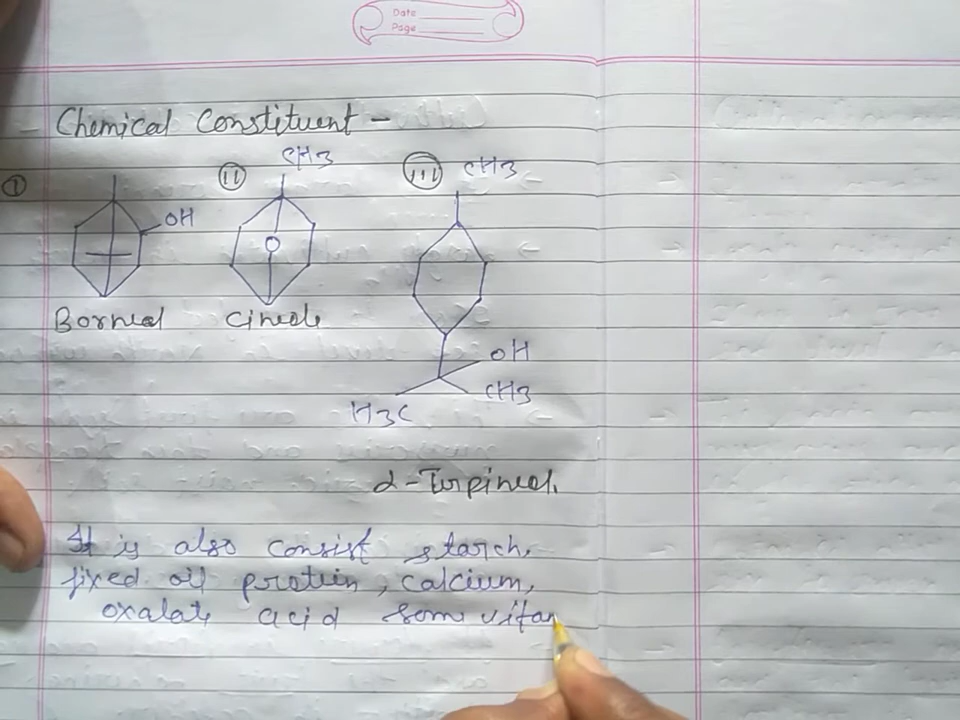 Date
Page
Chemical Constituent -
I
II
CH3
III
CH3
OH
O
Borneol
Cineole
OH
CH3
H3C
α-Terpineol.
It is also consist starch,
fixed oil protein, calcium,
oxalate acid some vitam